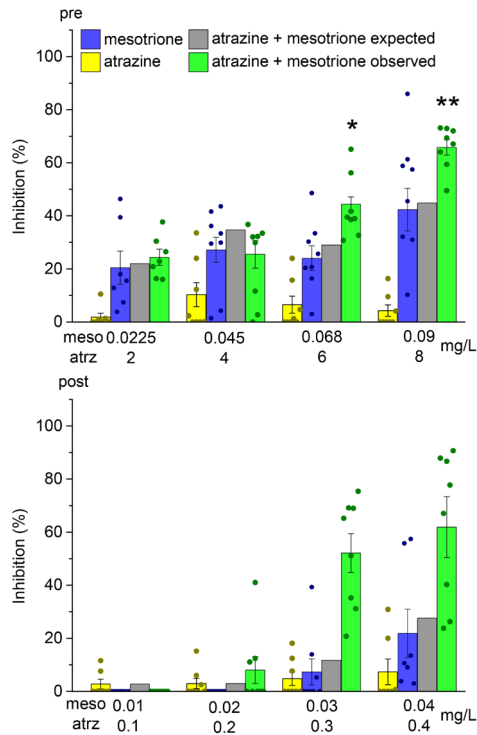 pre
mesotrione
atrazine
atrazine + mesotrione expected
atrazine + mesotrione observed
Inhibition (%)
100
80
60
40
20
0
*
**
meso 0.0225 0.045 0.068 0.09
atrz 2 4 6 8 mg/L
post
Inhibition (%)
100
80
60
40
20
0
meso 0.01 0.02 0.03 0.04
atrz 0.1 0.2 0.3 0.4 mg/L